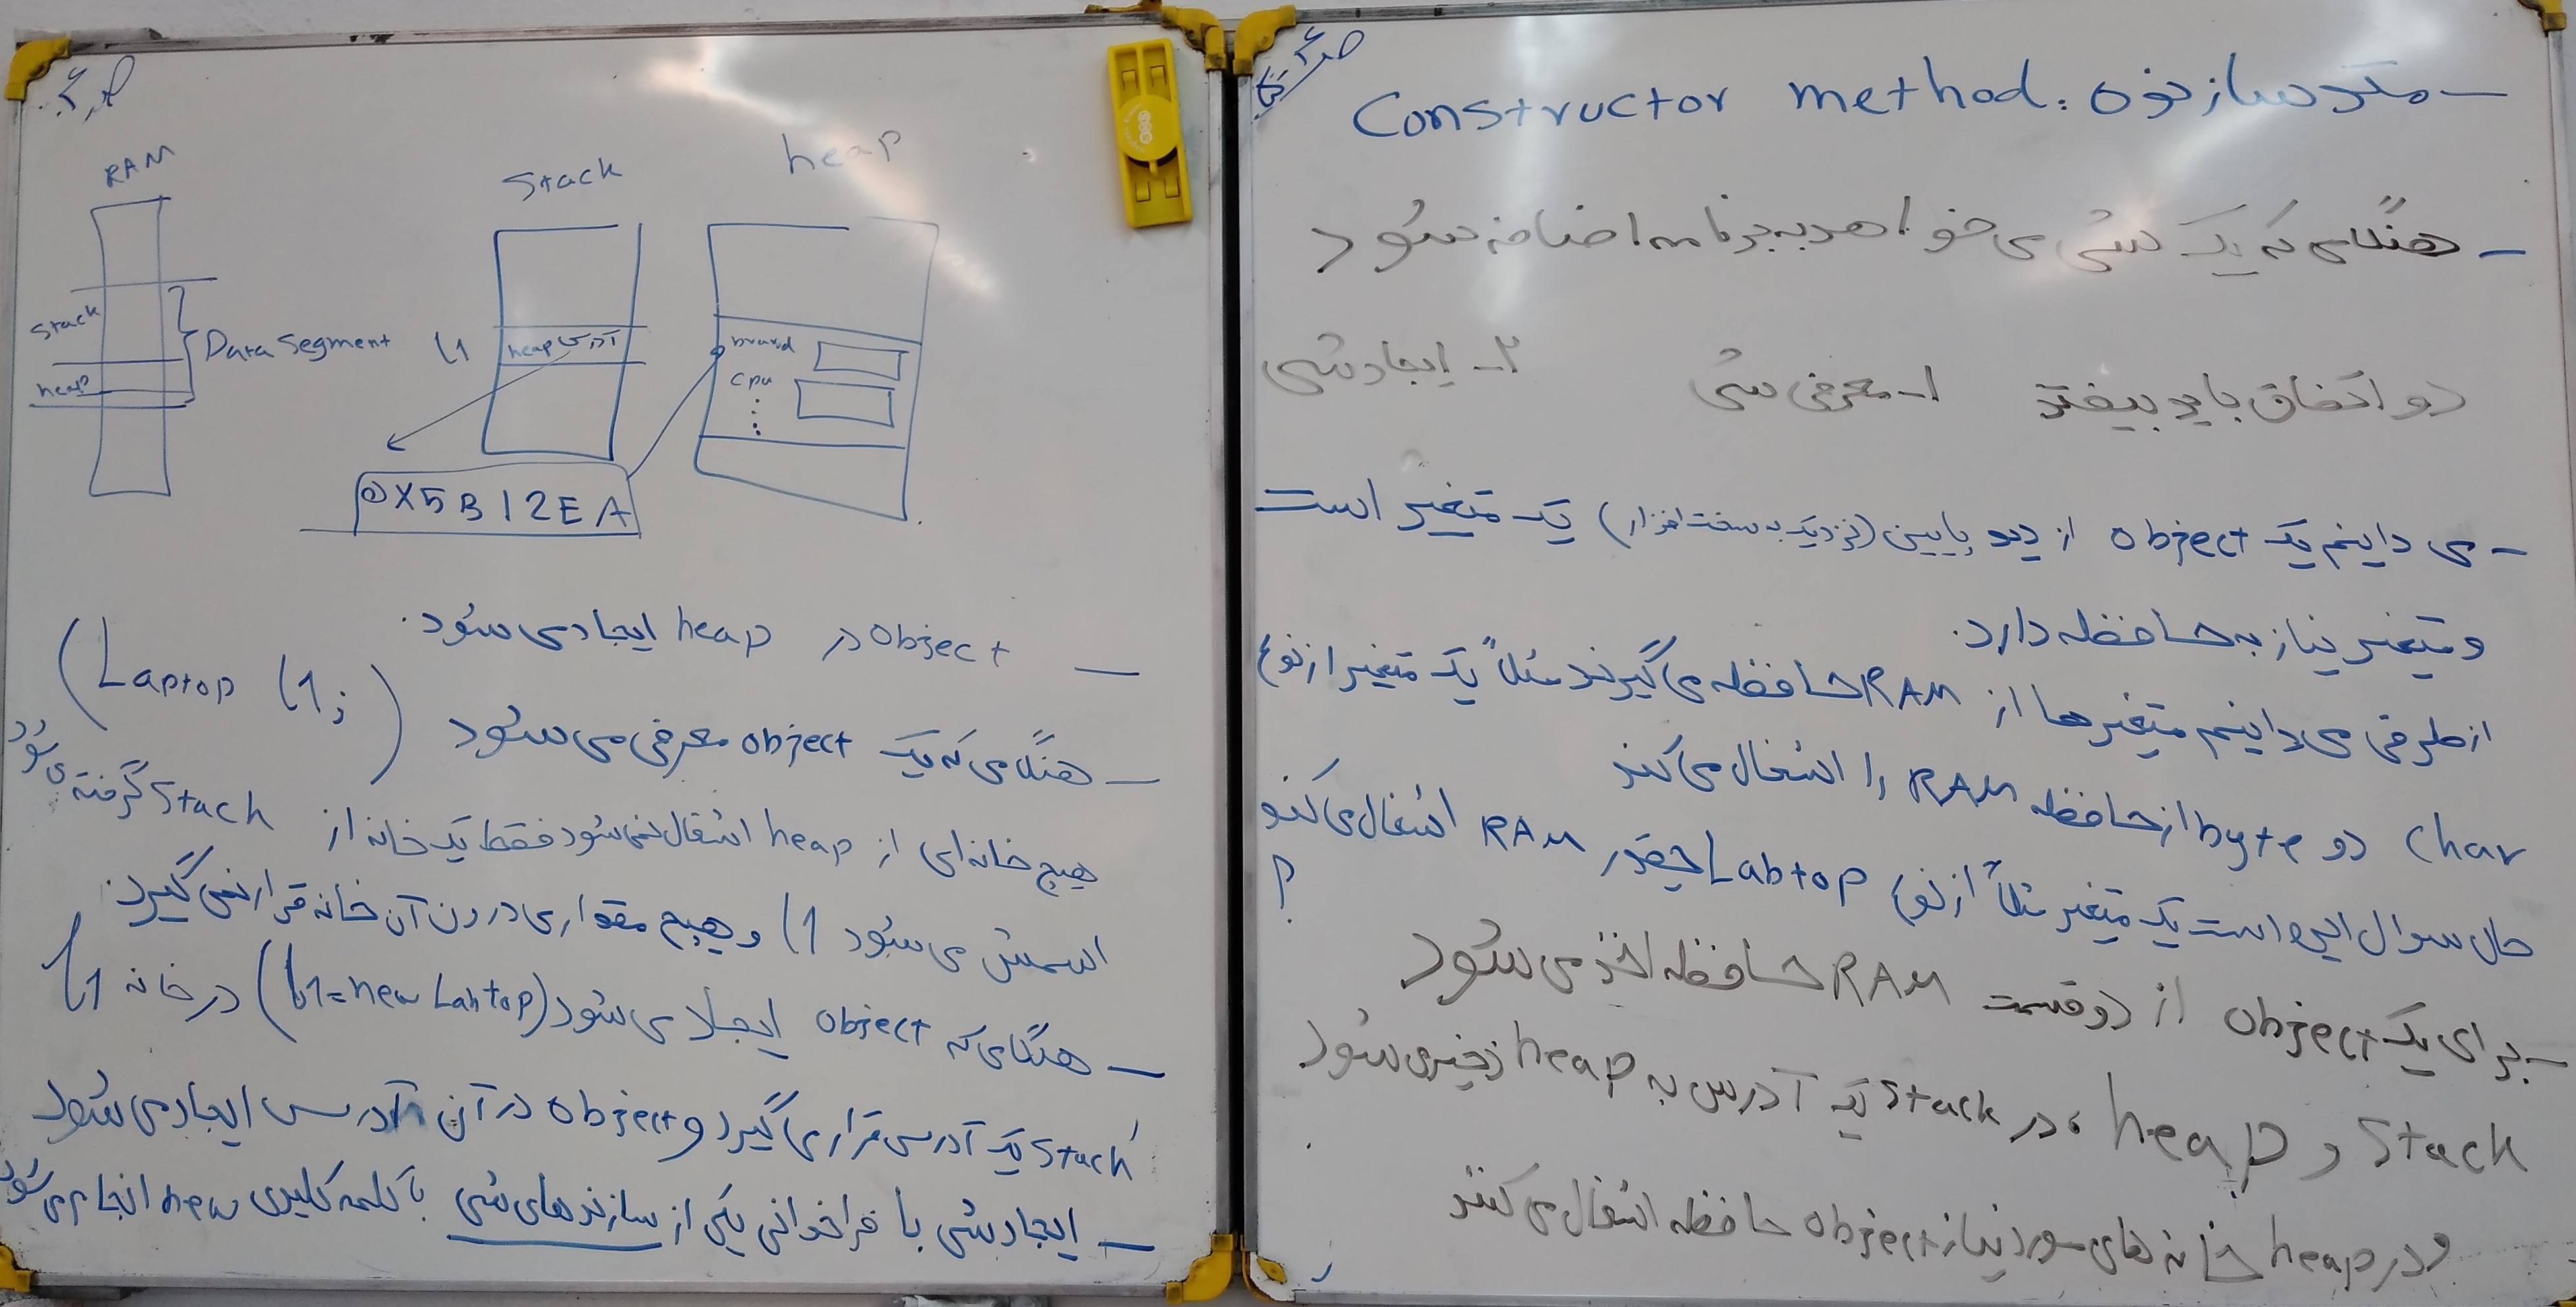 - متد سازنده : Constructor method
- هنگامی که یک شی می خواهد به برنامه اضافه شود
دو اتفاق باید بیفتد ۱- معرفی شی ۲- ایجاد شی
- می دانیم یک object از دید پایین (نزدیک به سخت افزار) یک متغیر است
و متغیر نیاز به حافظه دارد.
از طرفی می دانیم متغیرها از RAM حافظه می گیرند مثلاً یک متغیر از نوع
char دو byte از حافظه RAM را اشغال می کند
حال سوال این است یک متغیر مثلاً از نوع Labtop چقدر RAM اشغال می کند
؟
- برای یک object از دو قسمت RAM حافظه اخذ می شود
Stack و heap، در Stack یک آدرس به heap ذخیره می شود
و در heap خانه های مورد نیاز object حافظه اشغال می کنند
RAM
Stack
heap
Data Segment
Stack
heap
l1
آدرس heap
brand
cpu
0X5B12EA
- object در heap ایجاد می شود.
- هنگامی که یک object معرفی می شود (Laptop l1;)
هیچ خانه ای از heap اشغال نمی شود فقط یک خانه از Stack گرفته می شود
اسمش می شود l1 و هیچ مقداری درون آن خانه قرار نمی گیرد.
- هنگامی که object ایجاد می شود (l1=new Labtop) در خانه l1
Stack یک آدرس قرار می گیرد و object در آن آدرس ایجاد می شود
- ایجاد شی با فراخوانی یکی از سازنده های شی با کلمه کلیدی new انجام می شود